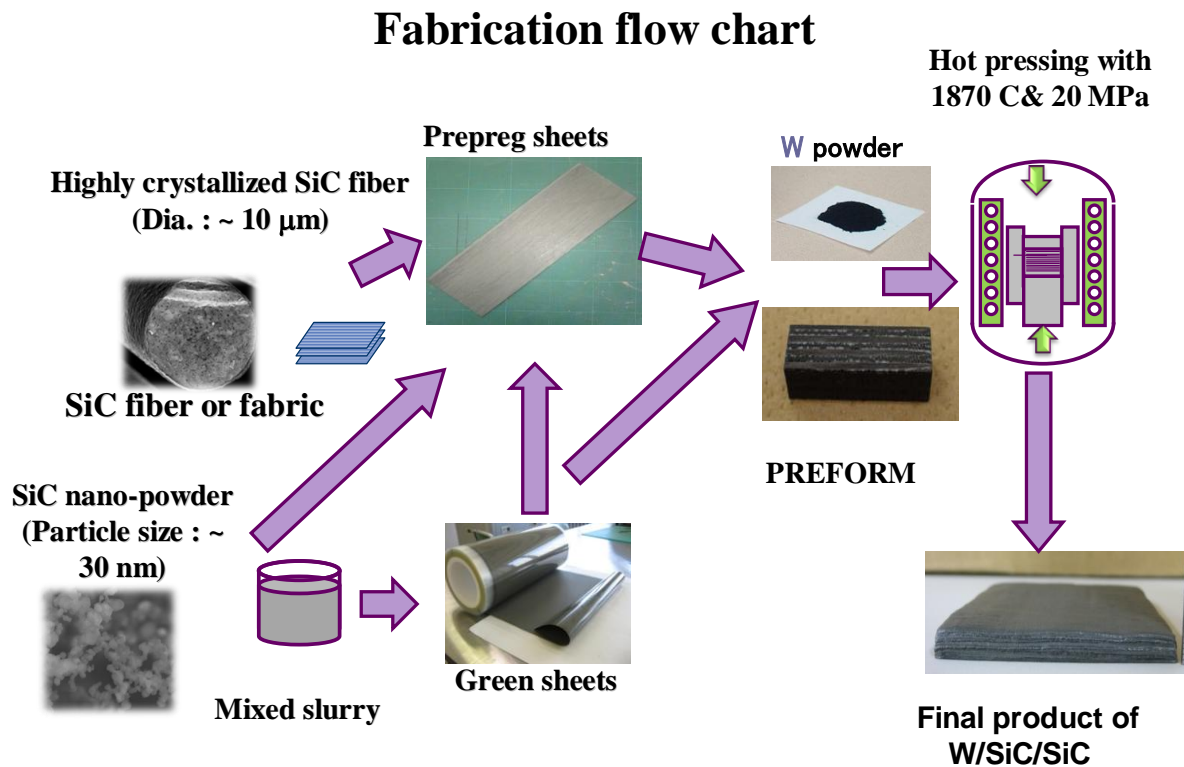 Fabrication flow chart
Hot pressing with
1870 C& 20 MPa
Prepreg sheets
W powder
Highly crystallized SiC fiber
(Dia. : ~ 10 μm)
SiC fiber or fabric
PREFORM
SiC nano-powder
(Particle size : ~
30 nm)
Green sheets
Mixed slurry
Final product of
W/SiC/SiC